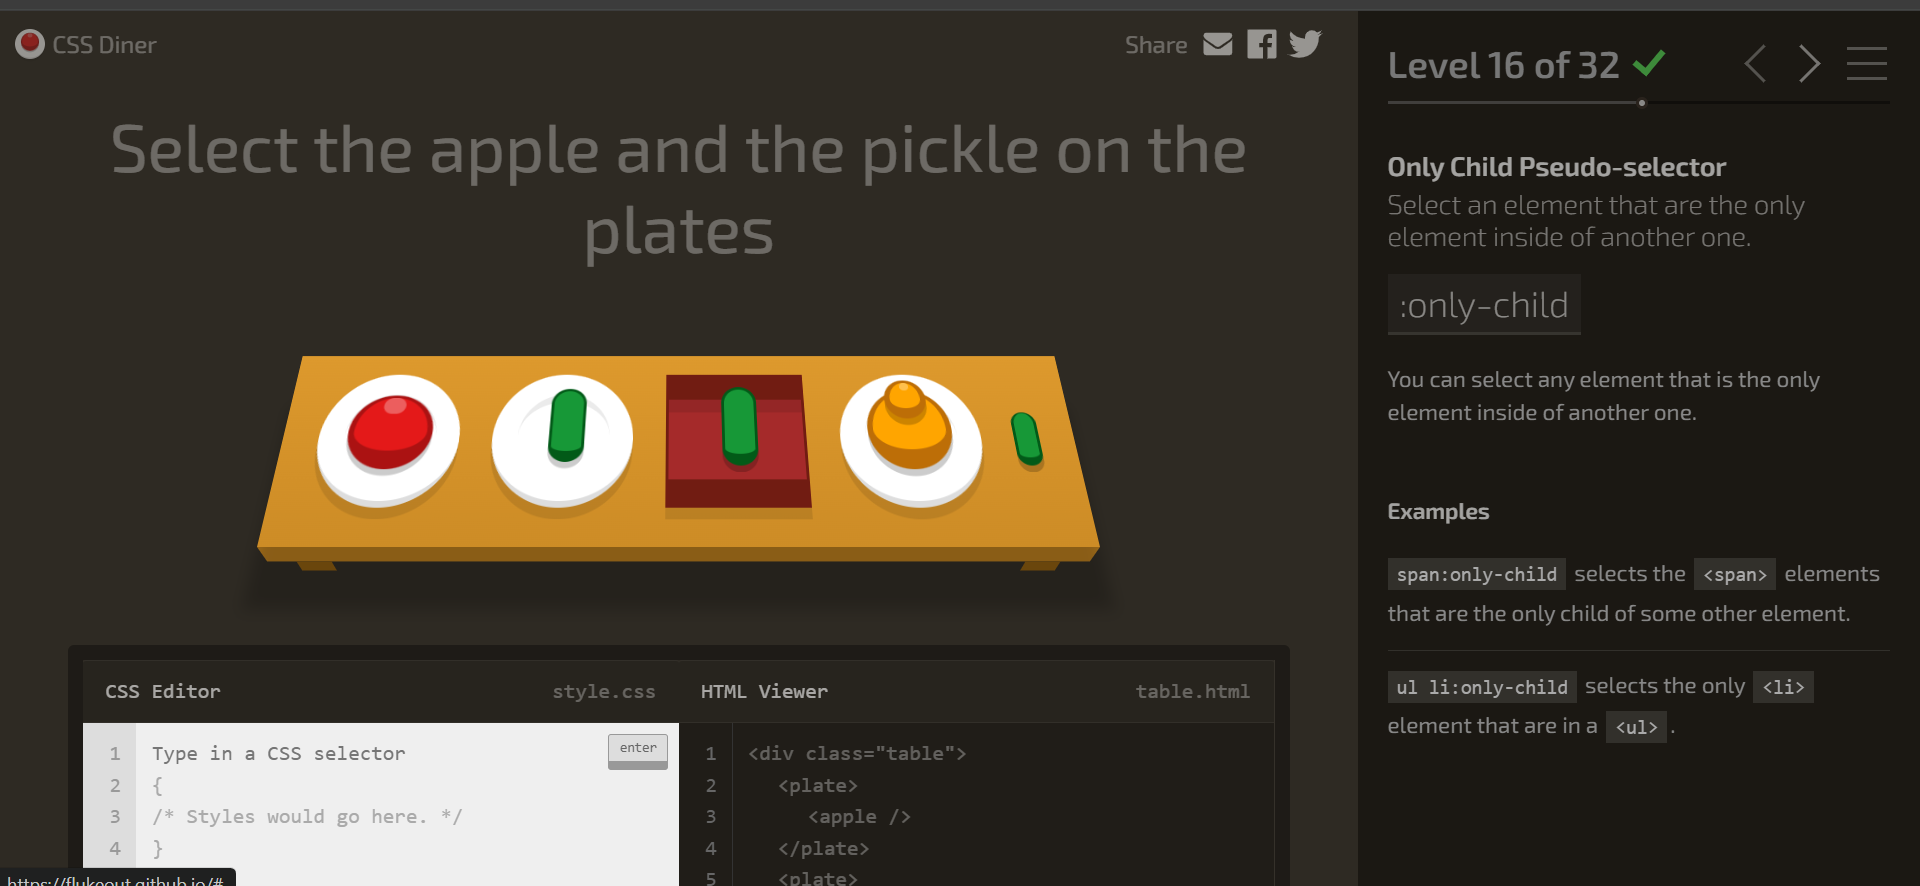 CSS Diner
Share
Select the apple and the pickle on the
plates
CSS Editor style.css
1 Type in a CSS selector enter
2 {
3 /* Styles would go here. */
4 }
HTML Viewer table.html
1 <div class="table">
2 <plate>
3 <apple />
4 </plate>
5 <plate>
https://flukeout.github.io/#
Level 16 of 32
Only Child Pseudo-selector
Select an element that are the only
element inside of another one.
:only-child
You can select any element that is the only
element inside of another one.
Examples
span:only-child selects the <span> elements
that are the only child of some other element.
ul li:only-child selects the only <li>
element that are in a <ul>.